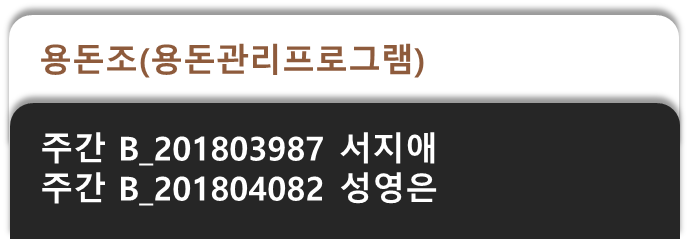 용돈조(용돈관리프로그램)
주간 B_201803987 서지애
주간 B_201804082 성영은